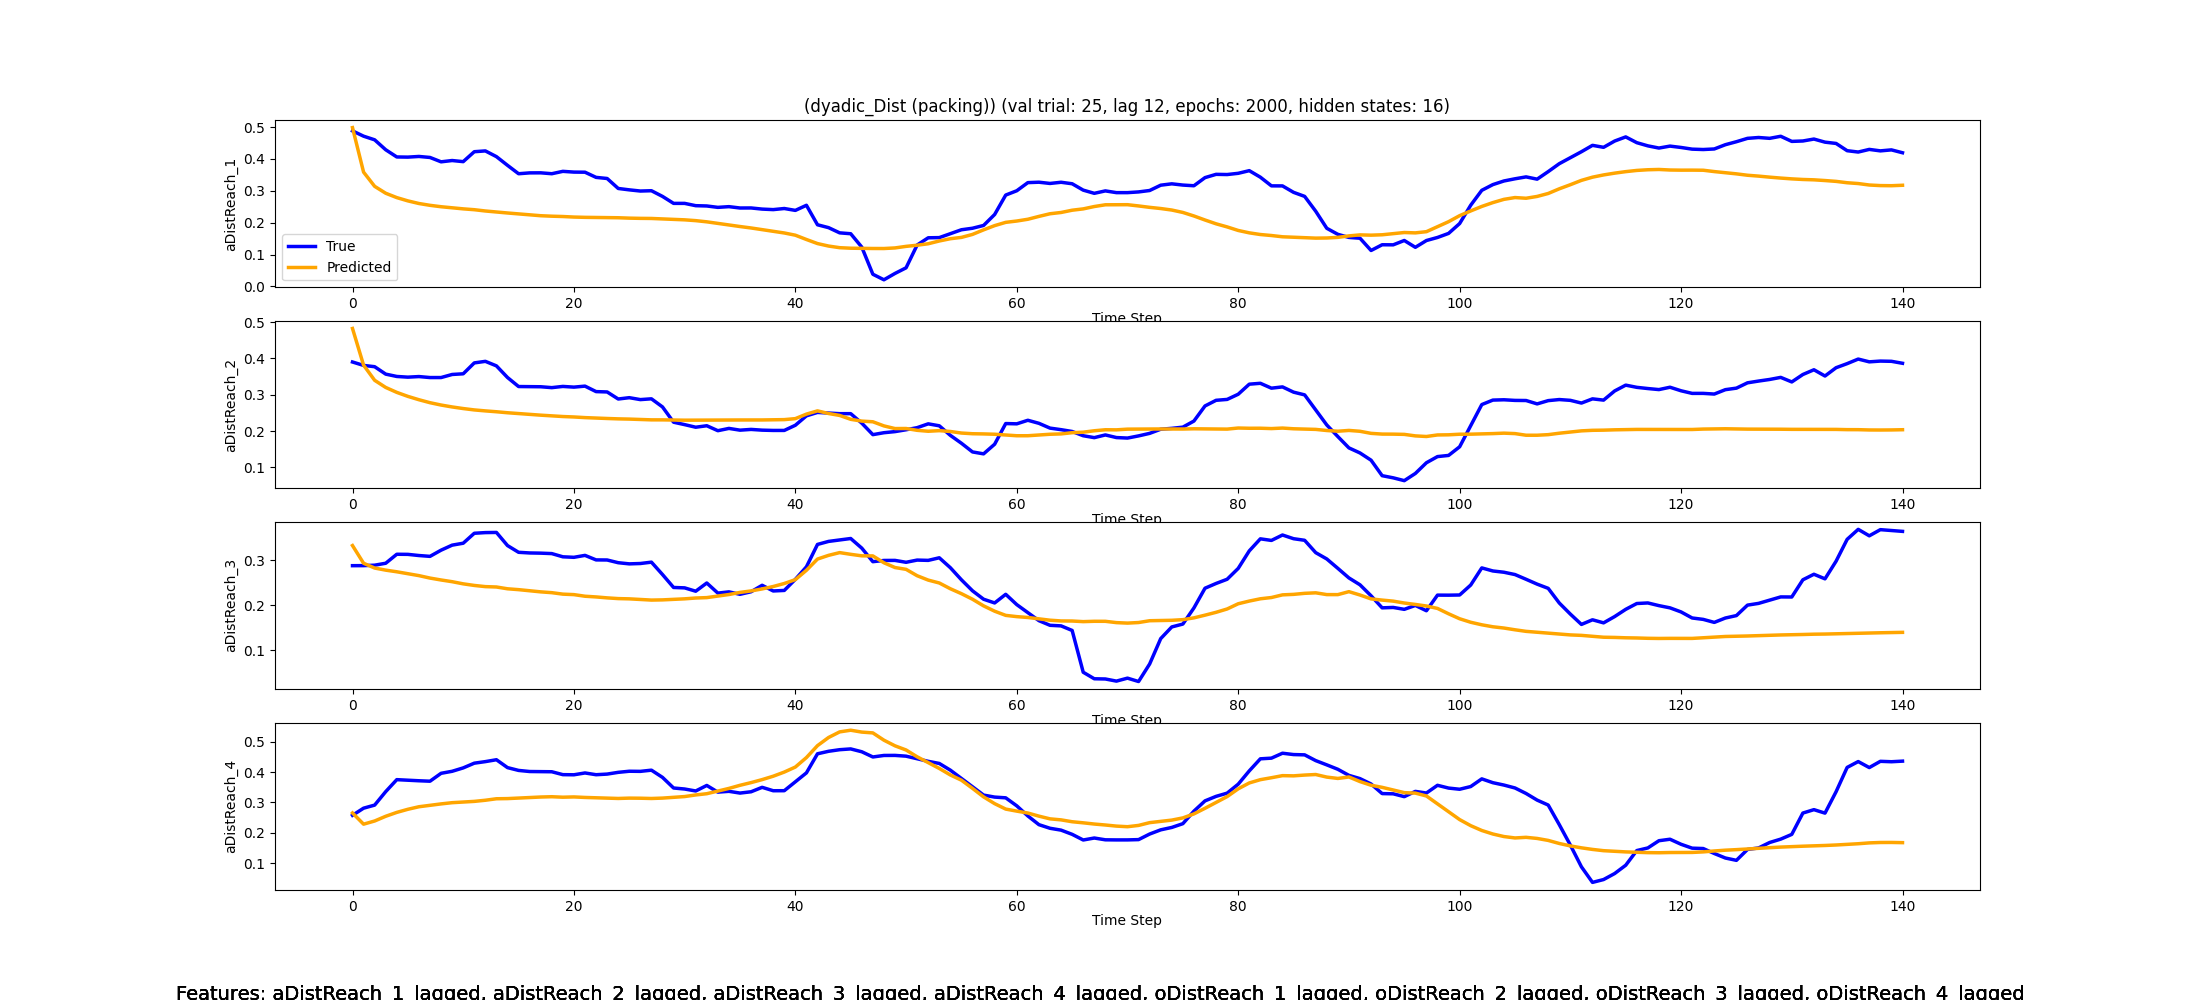 (dyadic_Dist (packing)) (val trial: 25, lag 12, epochs: 2000, hidden states: 16)
0.5
0.4
0.3
0.2
0.1
0.0
aDistReach_1
True
Predicted
0 20 40 60 80 100 120 140
Time Step
0.5
0.4
0.3
0.2
0.1
aDistReach_2
0 20 40 60 80 100 120 140
Time Step
0.3
0.2
0.1
aDistReach_3
0 20 40 60 80 100 120 140
Time Step
0.5
0.4
0.3
0.2
0.1
aDistReach_4
0 20 40 60 80 100 120 140
Time Step
Features: aDistReach_1_lagged, aDistReach_2_lagged, aDistReach_3_lagged, aDistReach_4_lagged, oDistReach_1_lagged, oDistReach_2_lagged, oDistReach_3_lagged, oDistReach_4_lagged